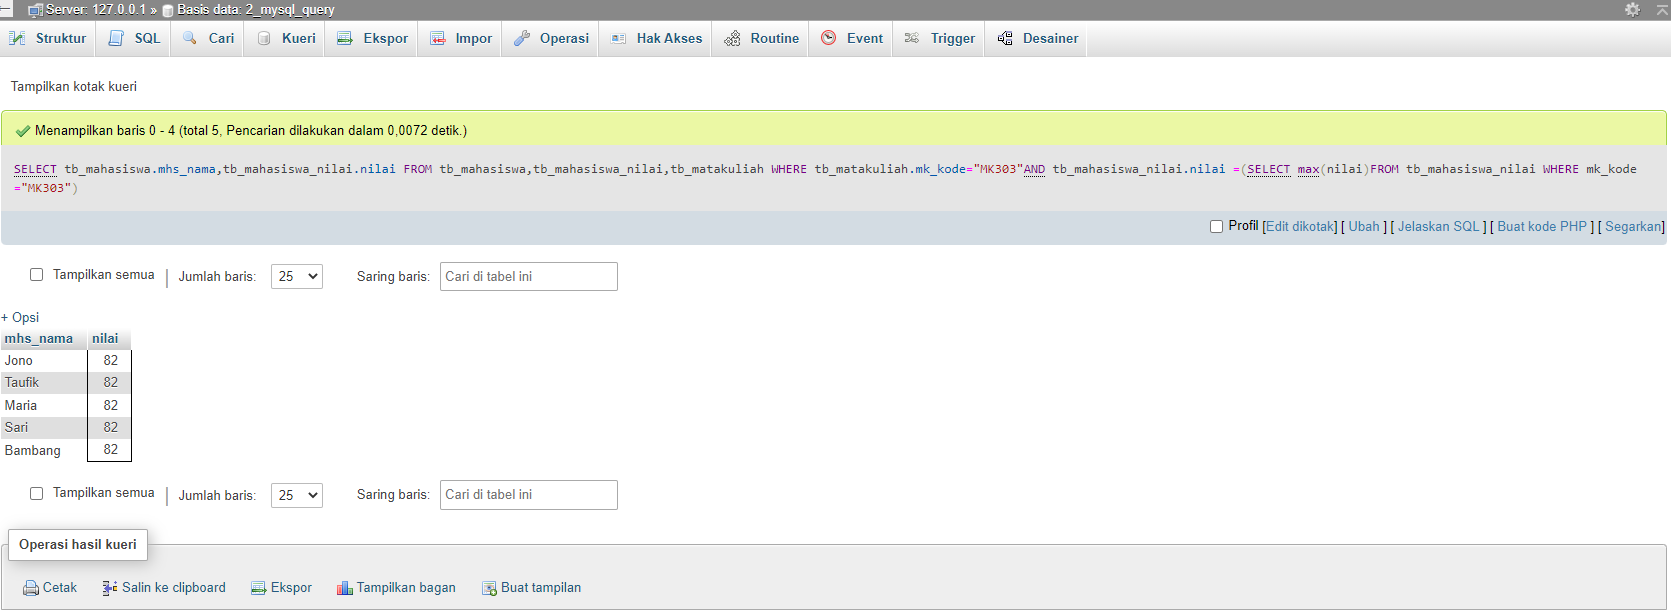 Server: 127.0.0.1 » Basis data: 2_mysql_query
Struktur SQL Cari Kueri Ekspor Impor Operasi Hak Akses Routine Event Trigger Desainer
Tampilkan kotak kueri
Menampilkan baris 0 - 4 (total 5, Pencarian dilakukan dalam 0,0072 detik.)
SELECT tb_mahasiswa.mhs_nama,tb_mahasiswa_nilai.nilai FROM tb_mahasiswa,tb_mahasiswa_nilai,tb_matakuliah WHERE tb_matakuliah.mk_kode="MK303"AND tb_mahasiswa_nilai.nilai =(SELECT max(nilai)FROM tb_mahasiswa_nilai WHERE mk_kode
="MK303")
Profil [Edit dikotak] [ Ubah ] [ Jelaskan SQL ] [ Buat kode PHP ] [ Segarkan]
Tampilkan semua | Jumlah baris: 25 Saring baris: Cari di tabel ini
+ Opsi
mhs_nama nilai
Jono 82
Taufik 82
Maria 82
Sari 82
Bambang 82
Tampilkan semua | Jumlah baris: 25 Saring baris: Cari di tabel ini
Operasi hasil kueri
Cetak Salin ke clipboard Ekspor Tampilkan bagan Buat tampilan